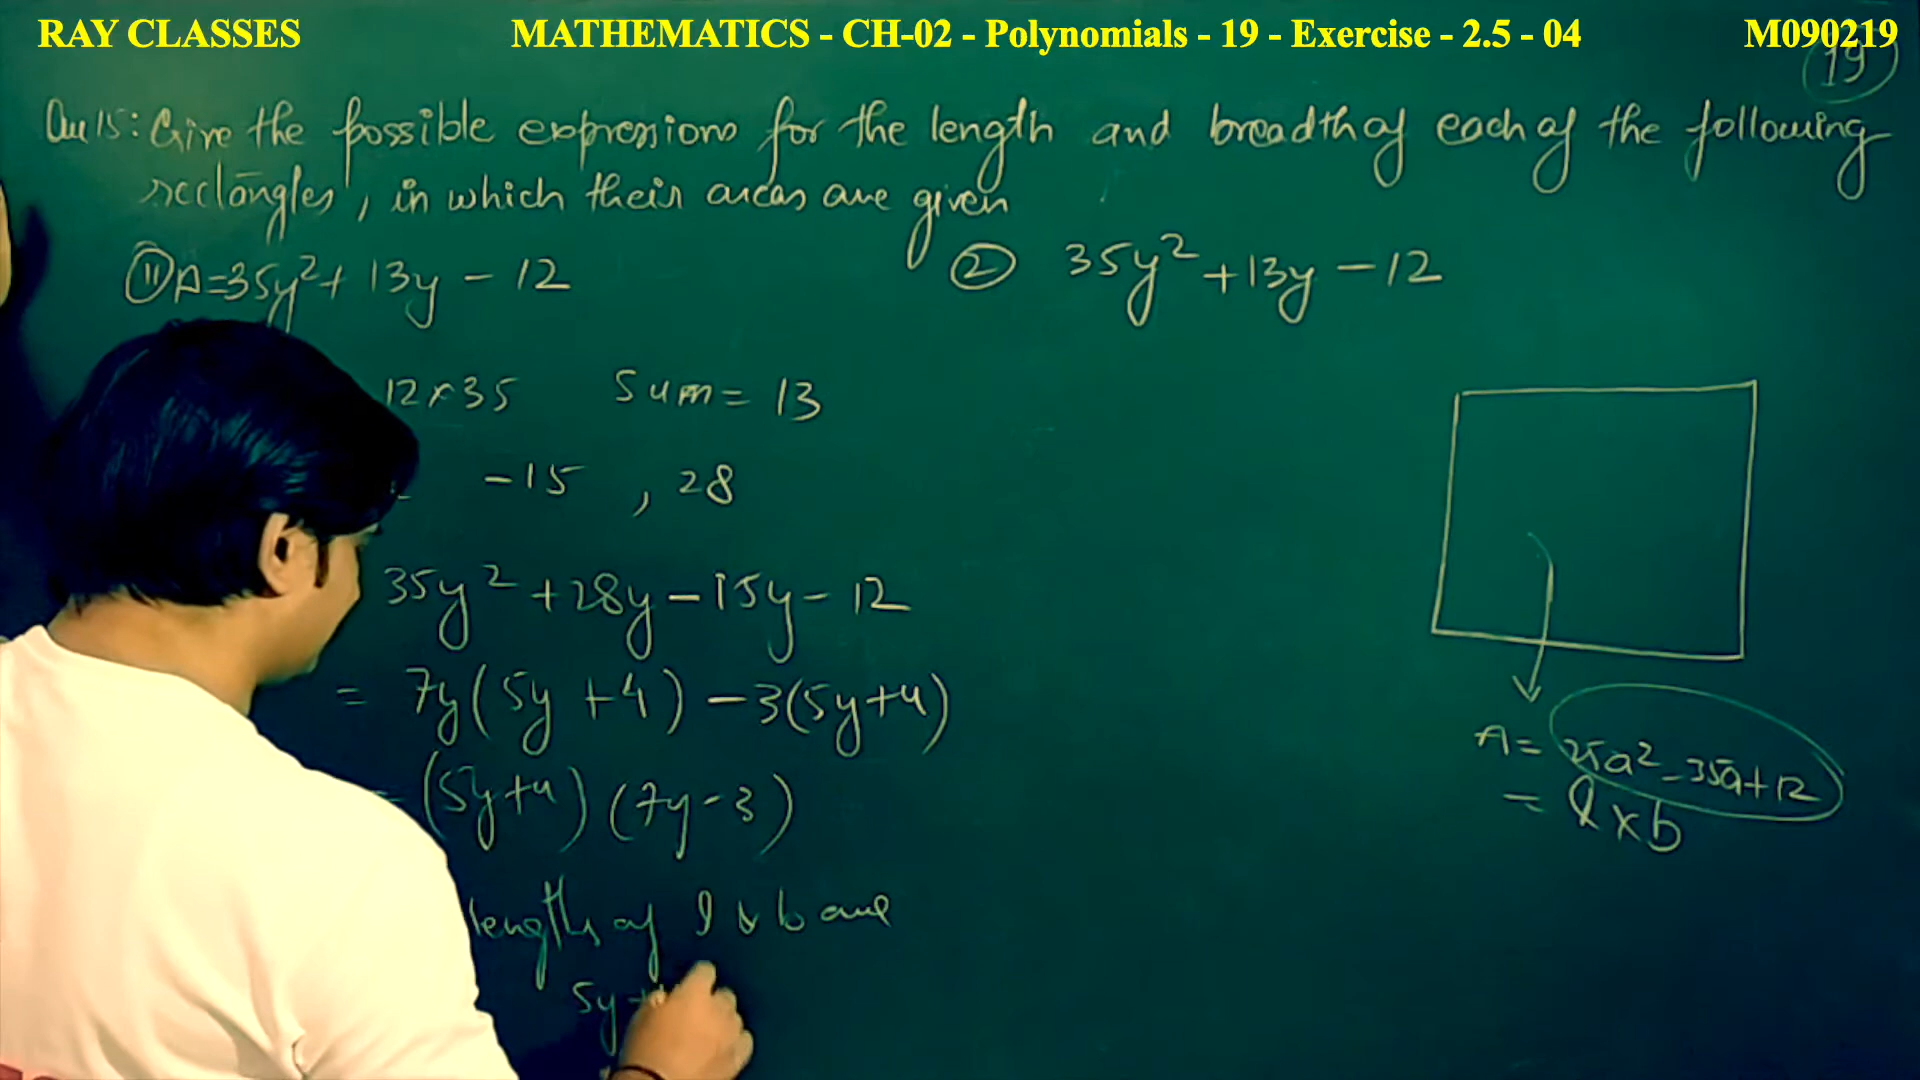 RAY CLASSES MATHEMATICS - CH-02 - Polynomials - 19 - Exercise - 2.5 - 04 M090219
19
Qu 15: Give the possible expressions for the length and breadth of each of the following
rectangles, in which their areas are given
(ii) A=35y²+ 13y - 12
② 35y² +13y -12
12×35 Sum = 13
-15 , 28
35y² +28y -15y - 12
= 7y(5y +4) -3(5y+4)
= (5y+4) (7y-3)
lengths of l & b are
5y+
A= 25a² - 35a+12
= l×b